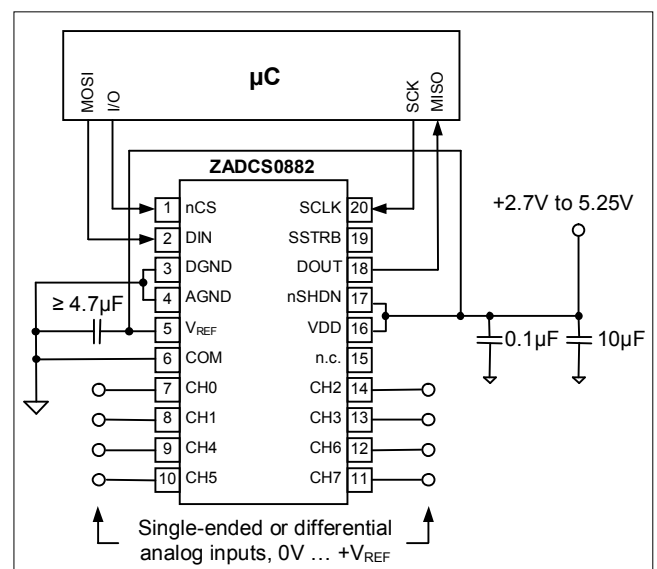 µC
MOSI
I/O
SCK
MISO
ZADCS0882
1 nCS
SCLK 20
+2.7V to 5.25V
2 DIN
SSTRB 19
3 DGND
DOUT 18
≥ 4.7µF
4 AGND
nSHDN 17
5 VREF
VDD 16
0.1µF
10µF
6 COM
n.c. 15
7 CH0
CH2 14
8 CH1
CH3 13
9 CH4
CH6 12
10 CH5
CH7 11
Single-ended or differential
analog inputs, 0V … +VREF